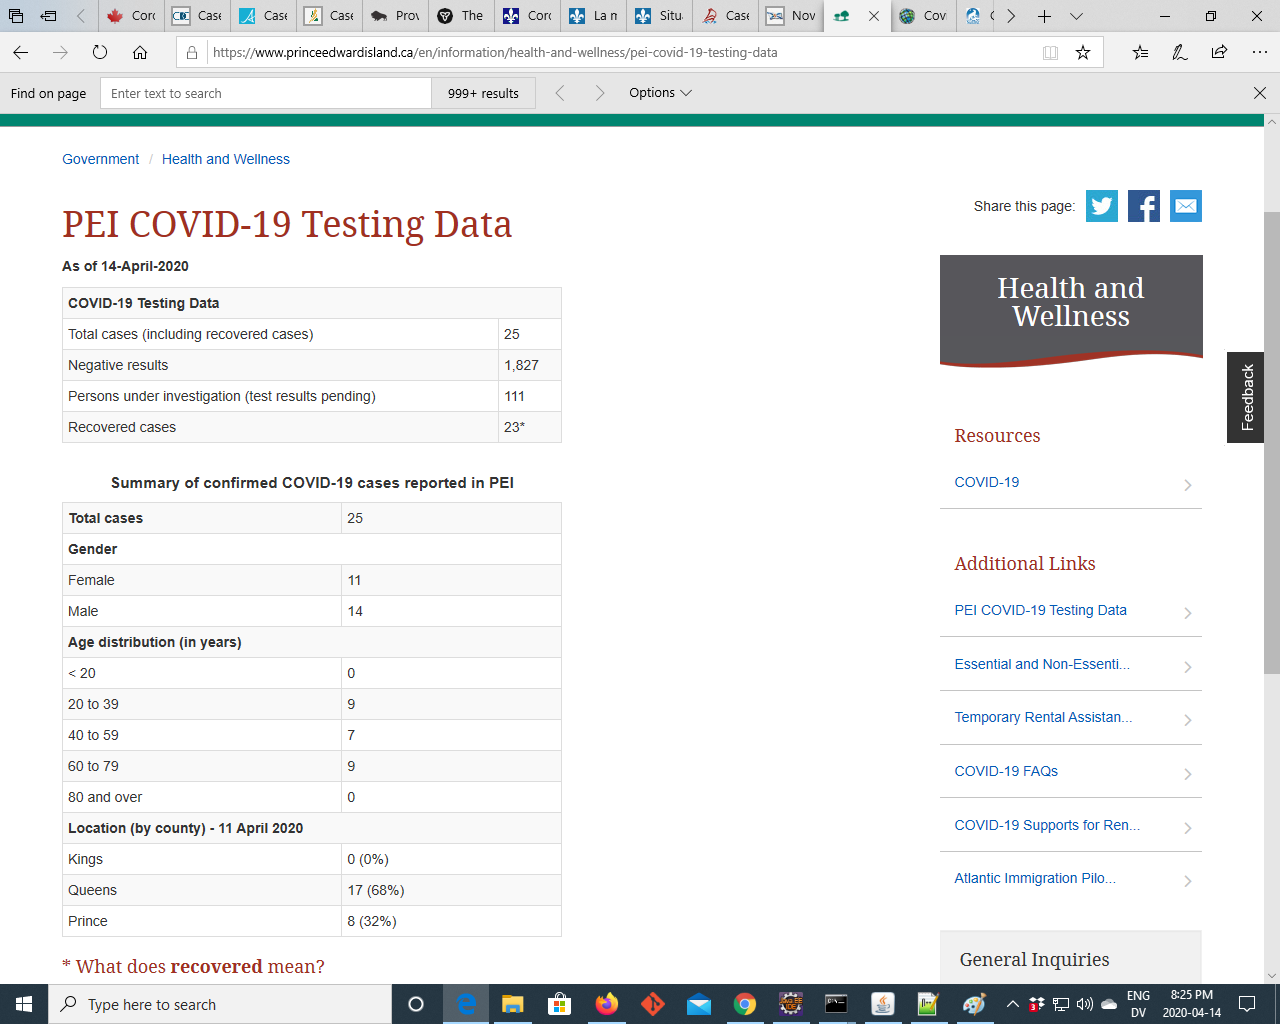 Cord
Case
Case
Case
Prov
The
Cord
La n
Situ
Case
Nov
Covi
https://www.princeedwardisland.ca/en/information/health-and-wellness/pei-covid-19-testing-data
Find on page
Enter text to search
999+ results
Options
Government / Health and Wellness
Share this page:
PEI COVID-19 Testing Data
As of 14-April-2020
COVID-19 Testing Data
Total cases (including recovered cases) 25
Negative results 1,827
Persons under investigation (test results pending) 111
Recovered cases 23*
Summary of confirmed COVID-19 cases reported in PEI
Total cases 25
Gender
Female 11
Male 14
Age distribution (in years)
< 20 0
20 to 39 9
40 to 59 7
60 to 79 9
80 and over 0
Location (by county) - 11 April 2020
Kings 0 (0%)
Queens 17 (68%)
Prince 8 (32%)
* What does recovered mean?
Health and
Wellness
Feedback
Resources
COVID-19
Additional Links
PEI COVID-19 Testing Data
Essential and Non-Essenti...
Temporary Rental Assistan...
COVID-19 FAQs
COVID-19 Supports for Ren...
Atlantic Immigration Pilo...
General Inquiries
Type here to search
ENG
DV
8:25 PM
2020-04-14